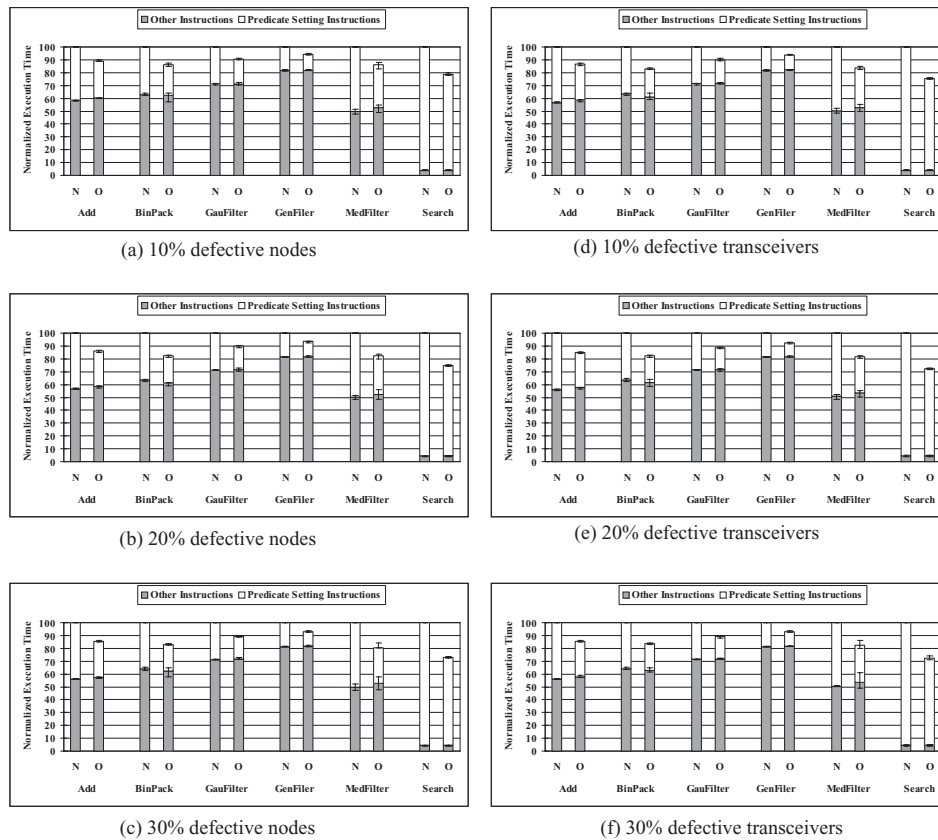 Other Instructions Predicate Setting Instructions
Normalized Execution Time
100
90
80
70
60
50
40
30
20
10
0
N O N O N O N O N O N O
Add BinPack GauFilter GenFiler MedFilter Search
(a) 10% defective nodes
Other Instructions Predicate Setting Instructions
Normalized Execution Time
100
90
80
70
60
50
40
30
20
10
0
N O N O N O N O N O N O
Add BinPack GauFilter GenFiler MedFilter Search
(d) 10% defective transceivers
Other Instructions Predicate Setting Instructions
Normalized Execution Time
100
90
80
70
60
50
40
30
20
10
0
N O N O N O N O N O N O
Add BinPack GauFilter GenFiler MedFilter Search
(b) 20% defective nodes
Other Instructions Predicate Setting Instructions
Normalized Execution Time
100
90
80
70
60
50
40
30
20
10
0
N O N O N O N O N O N O
Add BinPack GauFilter GenFiler MedFilter Search
(e) 20% defective transceivers
Other Instructions Predicate Setting Instructions
Normalized Execution Time
100
90
80
70
60
50
40
30
20
10
0
N O N O N O N O N O N O
Add BinPack GauFilter GenFiler MedFilter Search
(c) 30% defective nodes
Other Instructions Predicate Setting Instructions
Normalized Execution Time
100
90
80
70
60
50
40
30
20
10
0
N O N O N O N O N O N O
Add BinPack GauFilter GenFiler MedFilter Search
(f) 30% defective transceivers